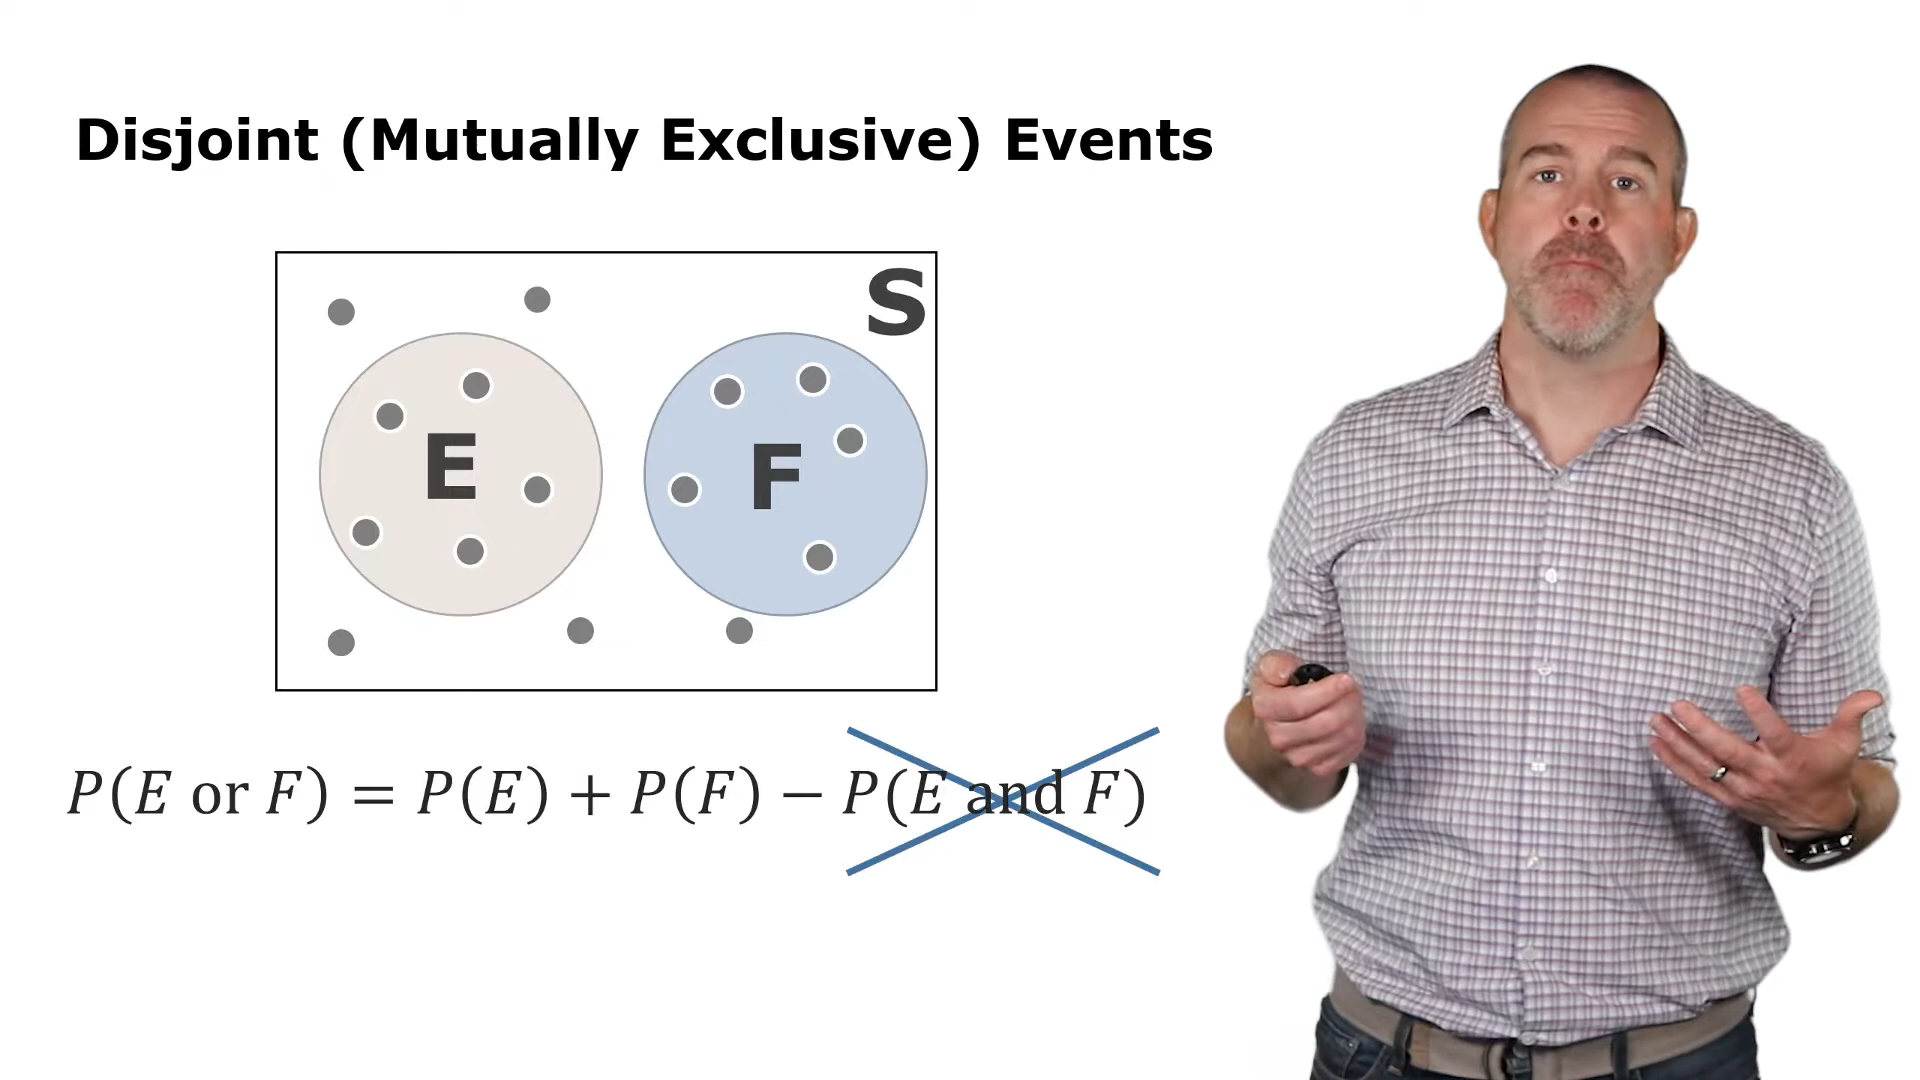 Disjoint (Mutually Exclusive) Events
S
E
F
P(E or F) = P(E) + P(F) − P(E and F)